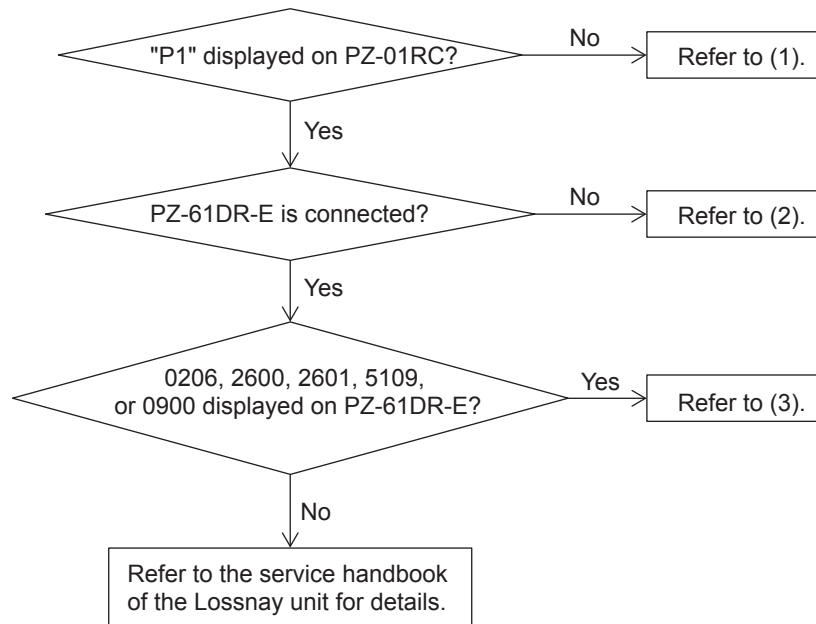 "P1" displayed on PZ-01RC?
No
Refer to (1).
Yes
PZ-61DR-E is connected?
No
Refer to (2).
Yes
0206, 2600, 2601, 5109,
or 0900 displayed on PZ-61DR-E?
Yes
Refer to (3).
No
Refer to the service handbook
of the Lossnay unit for details.